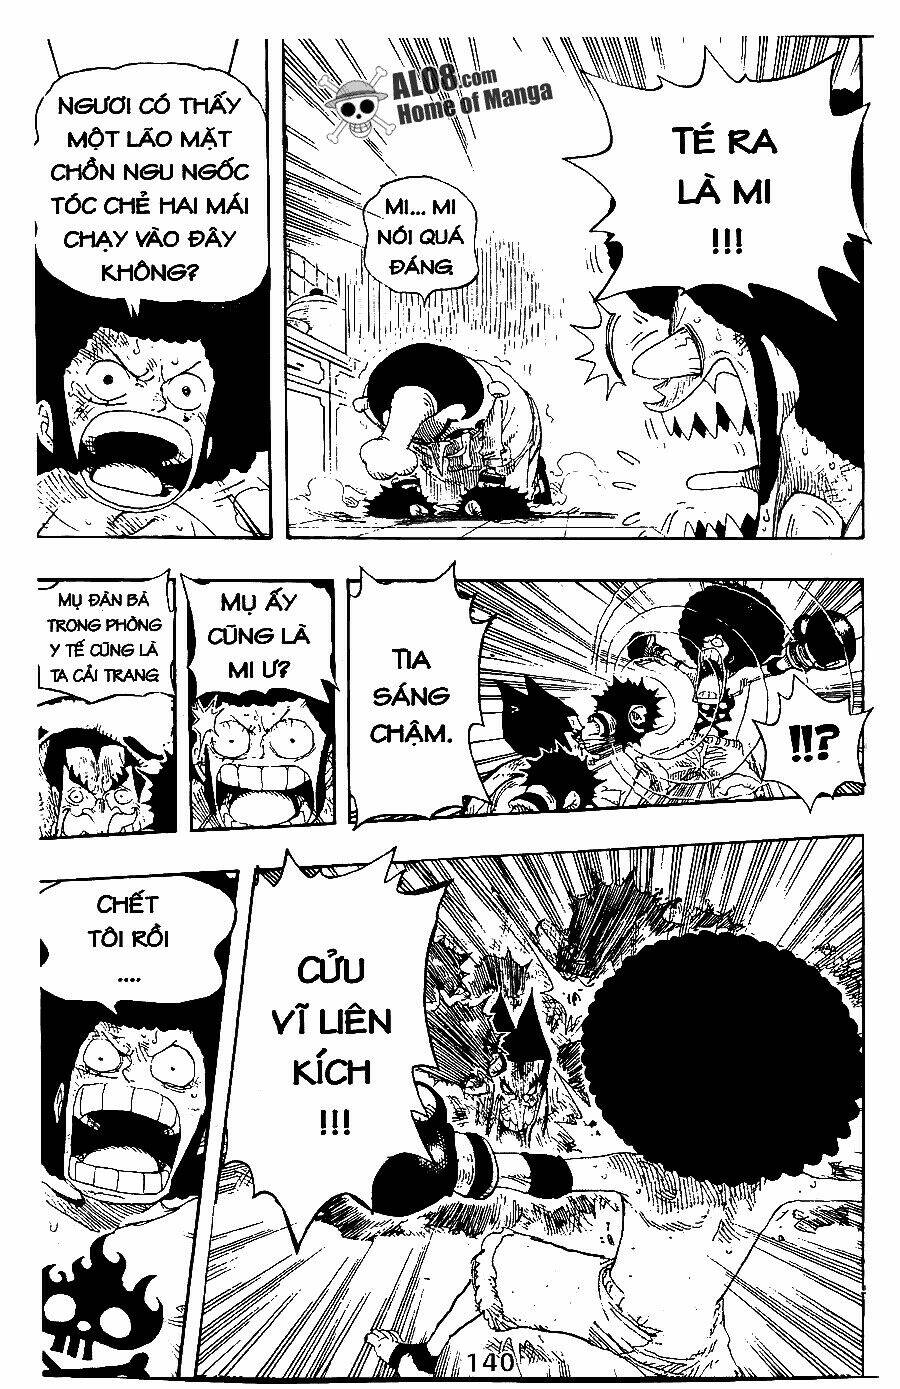 ALO8.com
Home of Manga
NGƯƠI CÓ THẤY
MỘT LÃO MẶT
CHỒN NGU NGỐC
TÓC CHẺ HAI MÁI
CHẠY VÀO ĐÂY
KHÔNG?
MI... MI
NÓI QUÁ
ĐÁNG
TÉ RA
LÀ MI
!!!
MỤ ĐÀN BÀ
TRONG PHÒNG
Y TẾ CŨNG LÀ
TA CẢI TRANG
MỤ ẤY
CŨNG LÀ
MI Ư?
TIA
SÁNG
CHẬM.
!!?
CHẾT
TÔI RỒI
....
CỬU
VĨ LIÊN
KÍCH
!!!
140